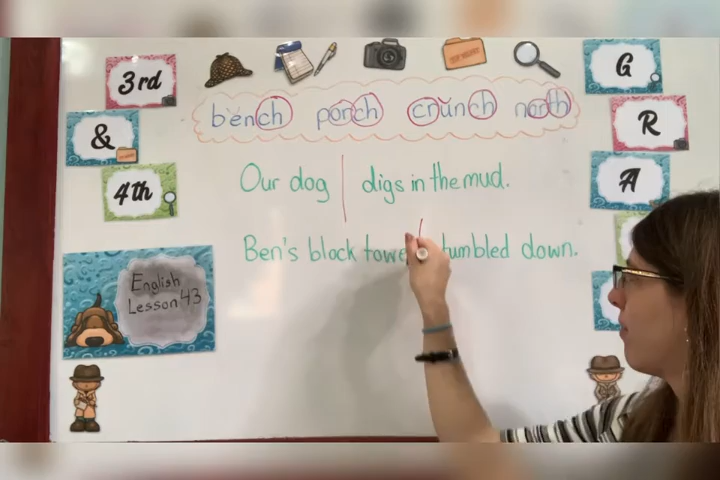 3rd
&
4th
G
R
A
bench porch crunch north
Our dog digs in the mud.
Ben's block tumbled down.
English
Lesson 43